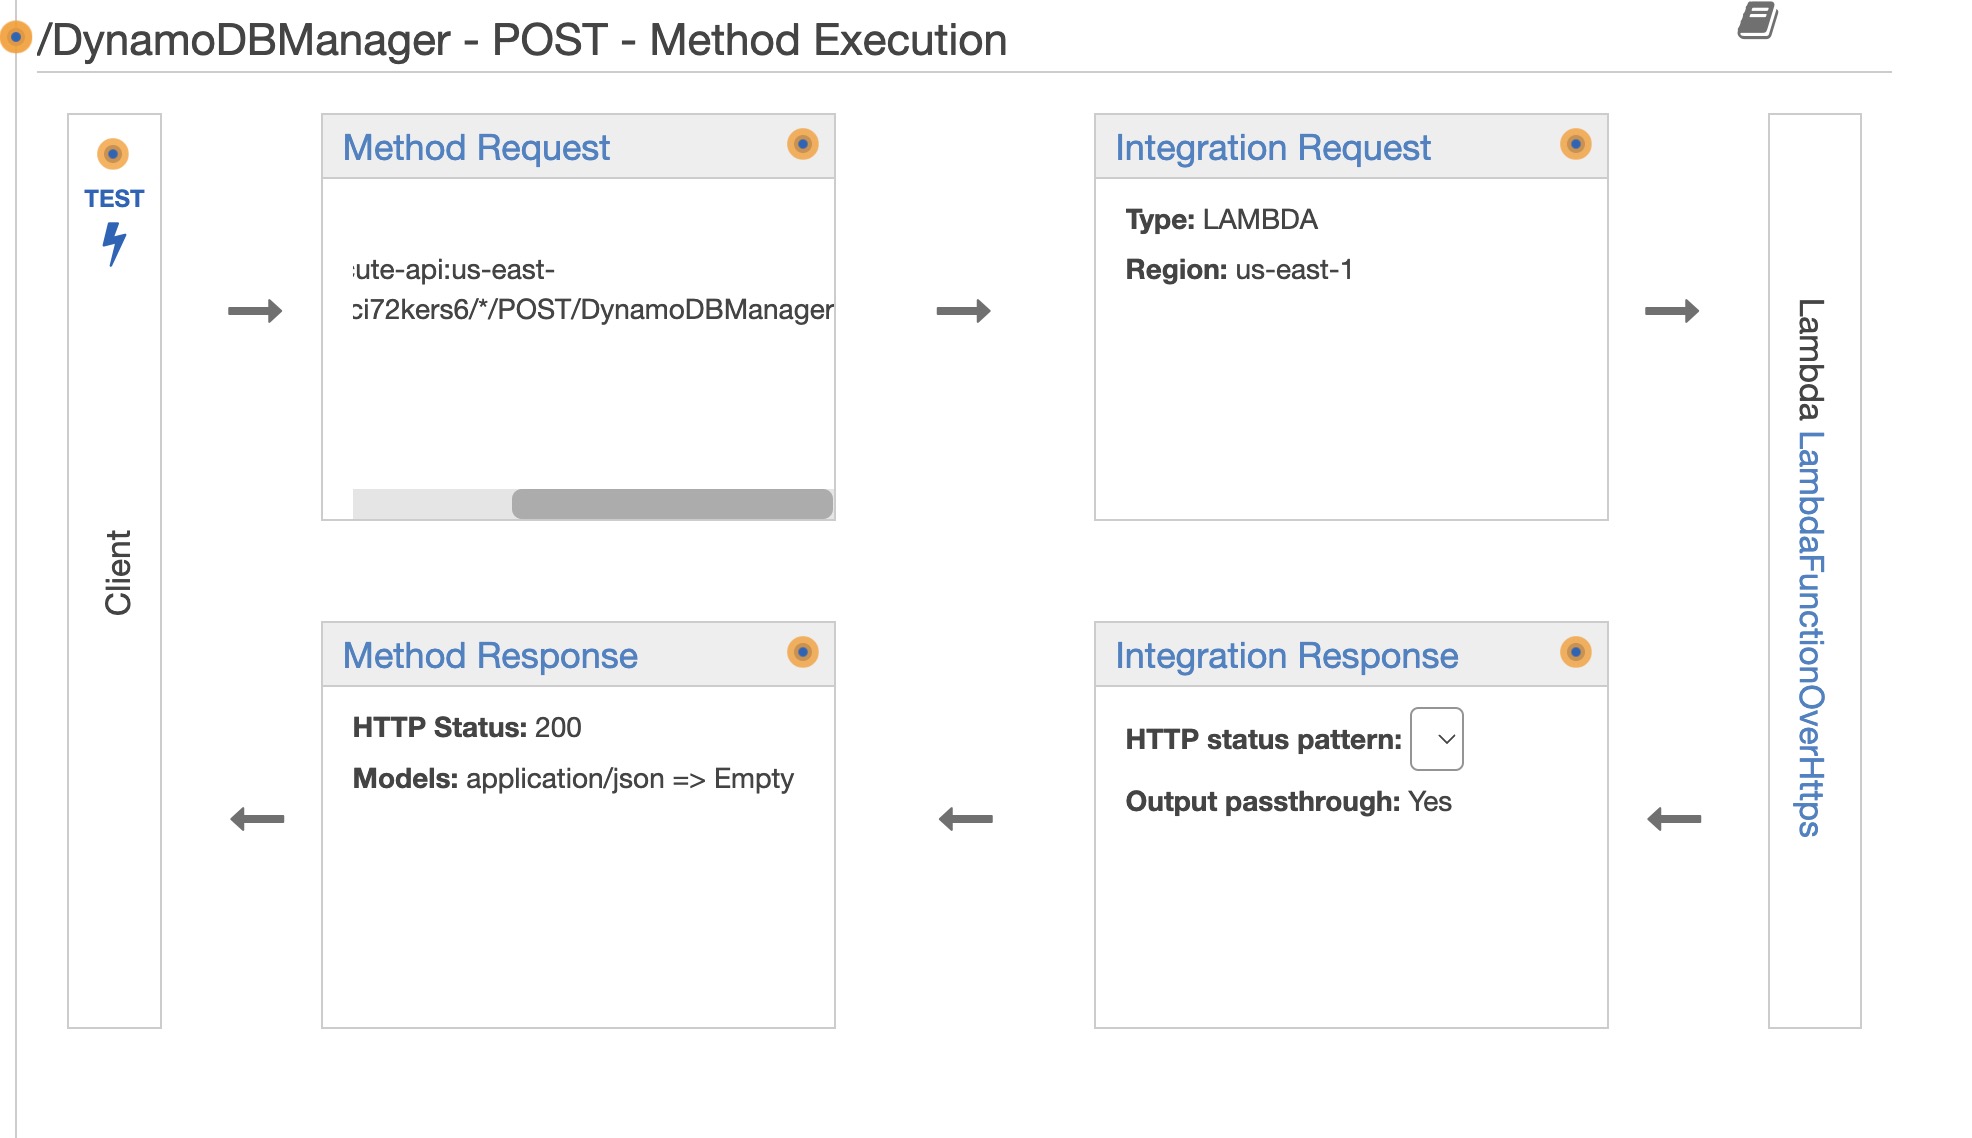 /DynamoDBManager - POST - Method Execution
TEST
Client
Method Request
cute-api:us-east-
ci72kers6/*/POST/DynamoDBManager
Integration Request
Type: LAMBDA
Region: us-east-1
Lambda LambdaFunctionOverHttps
Method Response
HTTP Status: 200
Models: application/json => Empty
Integration Response
HTTP status pattern:
Output passthrough: Yes